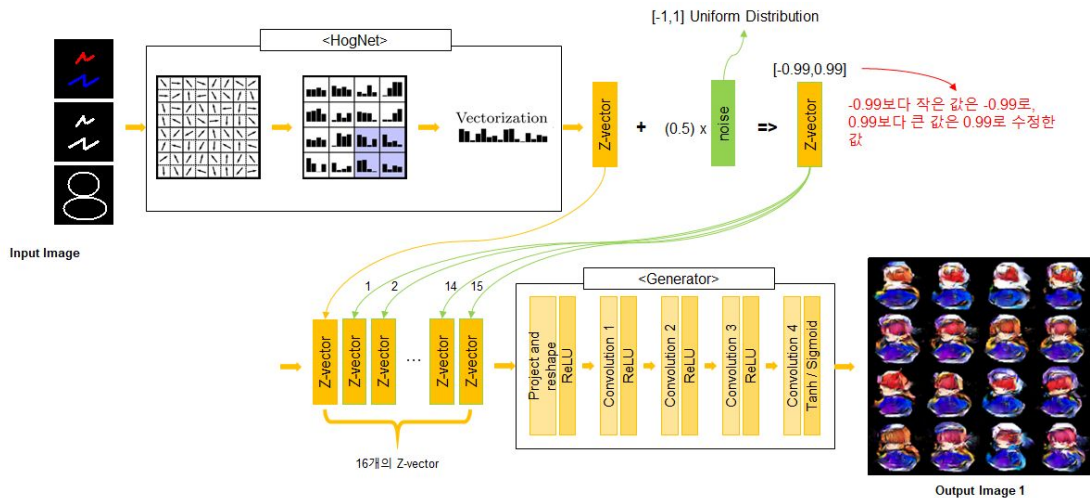 [-1,1] Uniform Distribution
<HogNet>
[-0.99,0.99]
Vectorization
Z-vector
+
(0.5) x
noise
=>
Z-vector
-0.99보다 작은 값은 -0.99로,
0.99보다 큰 값은 0.99로 수정한
값
Input Image
1
2
14
15
<Generator>
Z-vector
Z-vector
Z-vector
...
Z-vector
Z-vector
Project and
reshape
ReLU
Convolution 1
ReLU
Convolution 2
ReLU
Convolution 3
ReLU
Convolution 4
Tanh / Sigmoid
16개의 Z-vector
Output Image 1